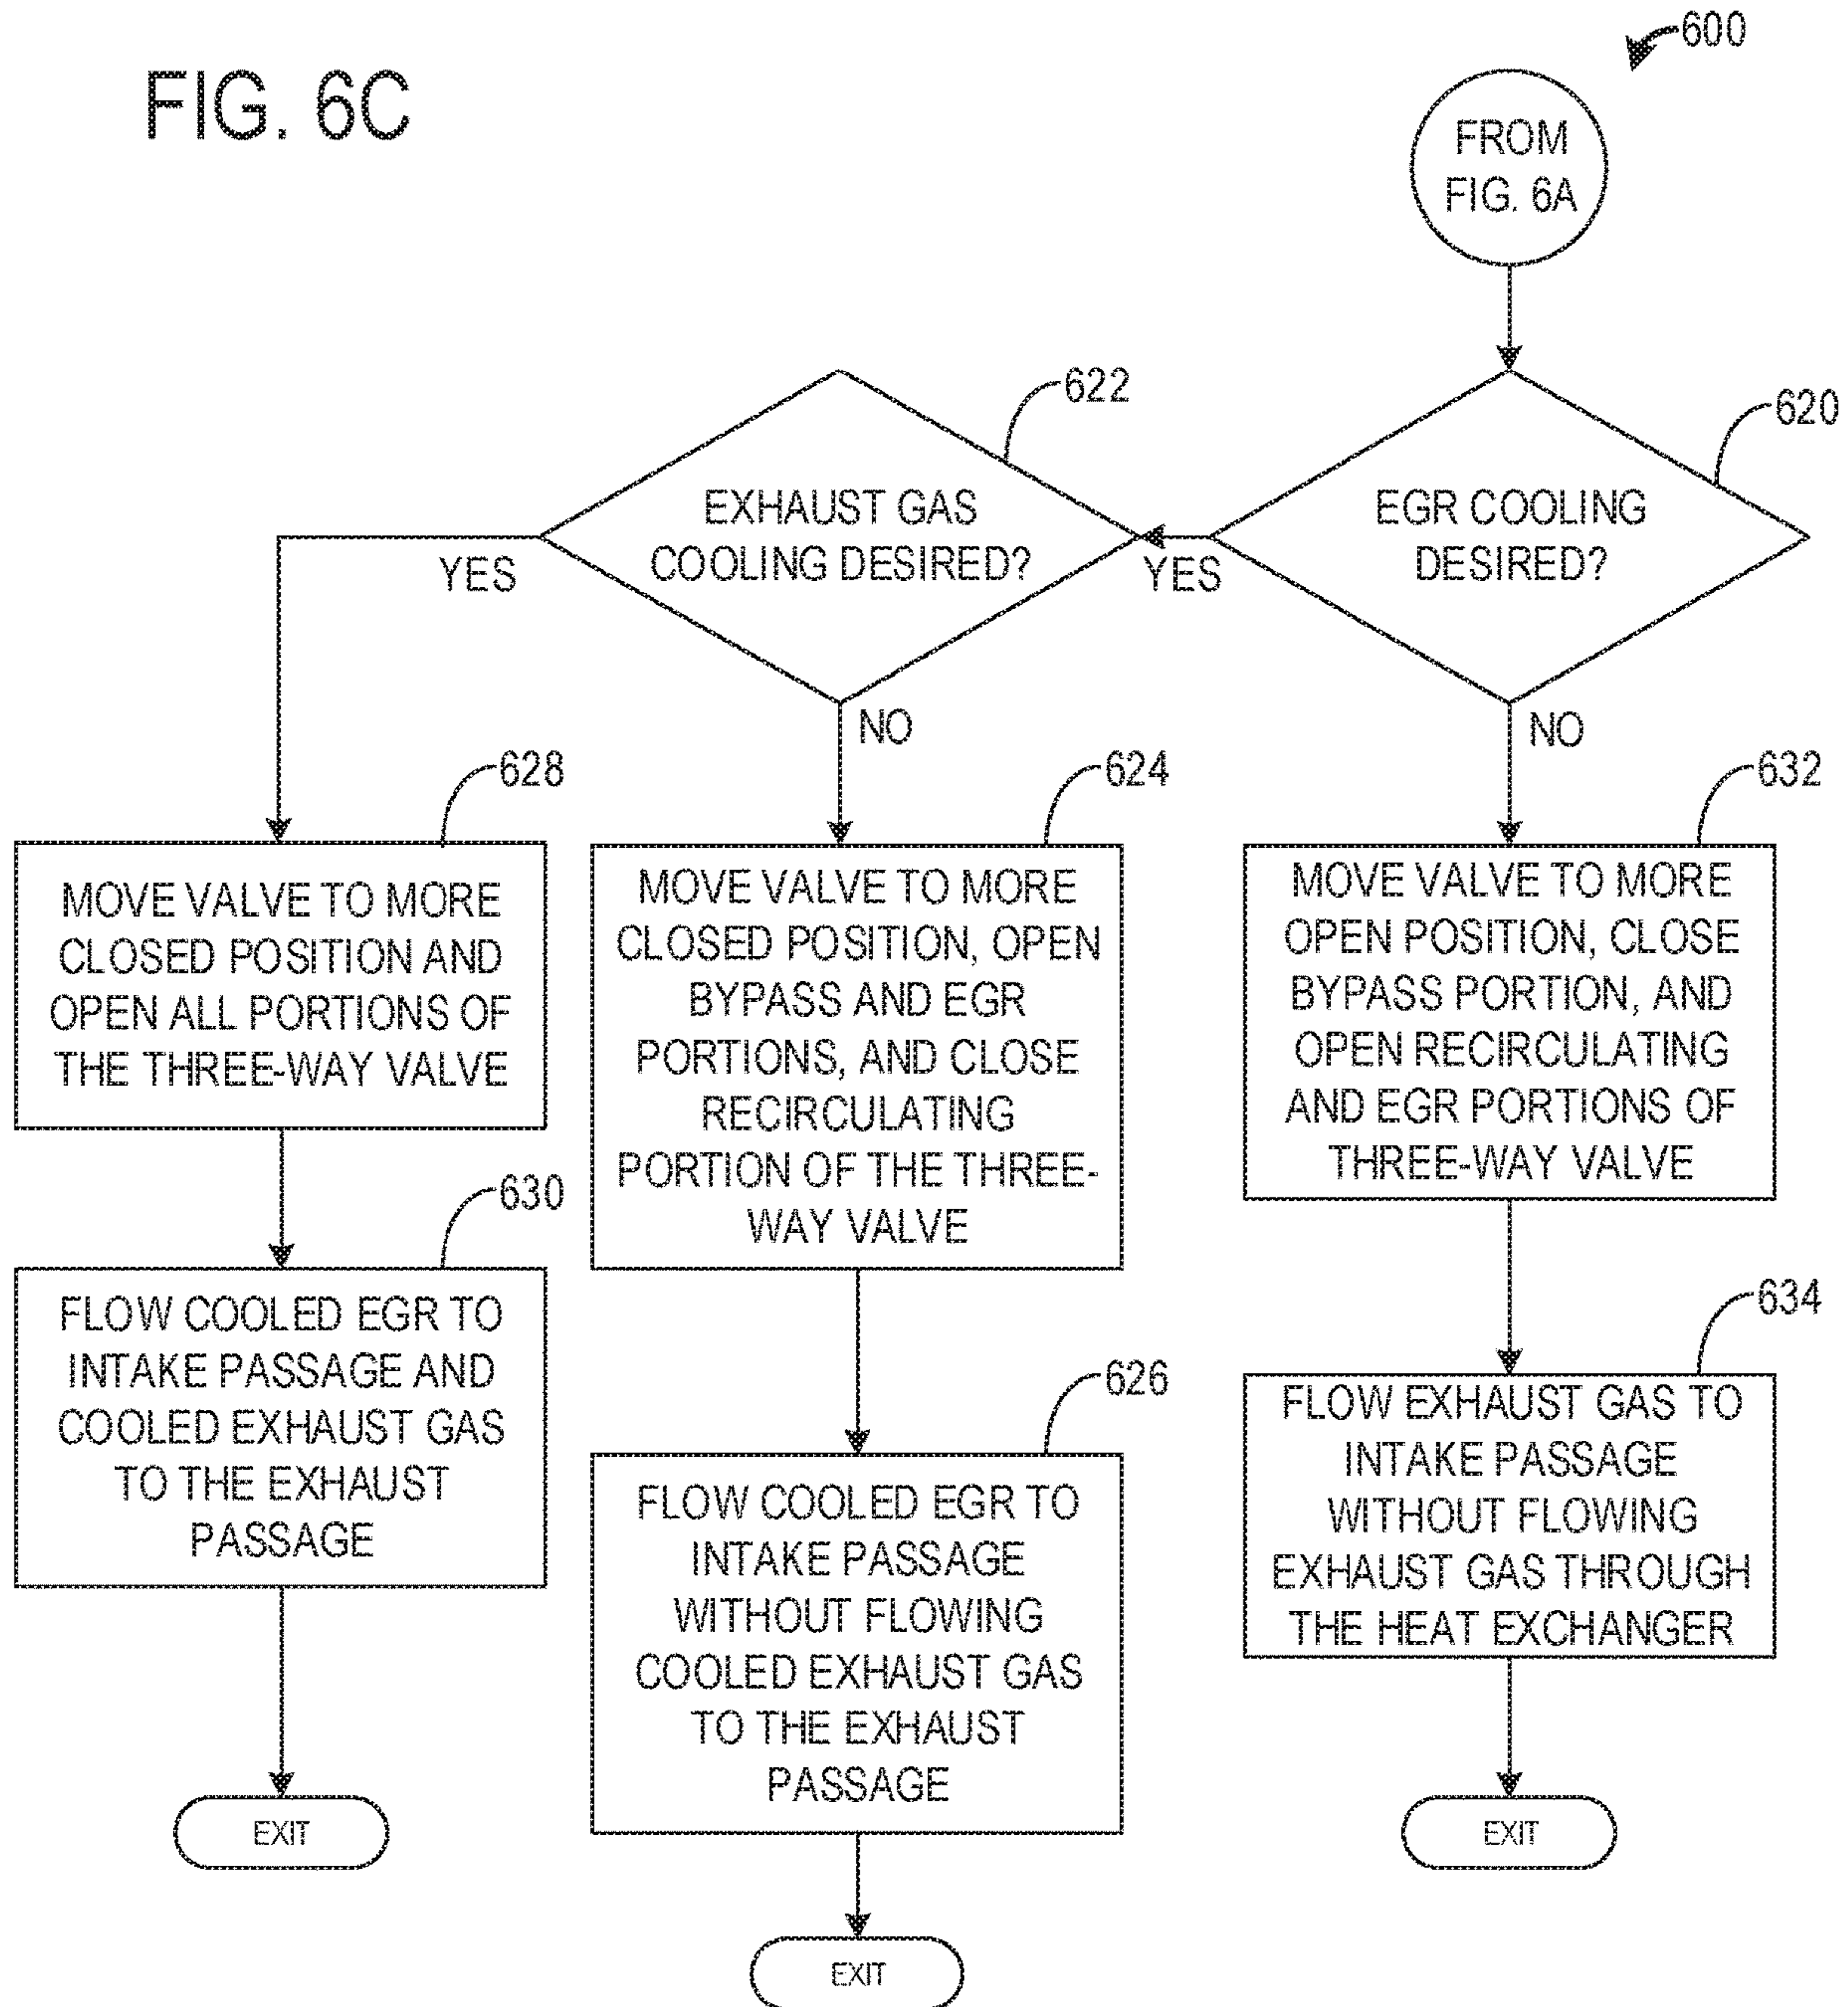 FIG. 6C
600
FROM
FIG. 6A
622
620
EXHAUST GAS
COOLING DESIRED?
EGR COOLING
DESIRED?
YES
YES
NO
NO
628
624
632
MOVE VALVE TO MORE
CLOSED POSITION AND
OPEN ALL PORTIONS OF
THE THREE-WAY VALVE
MOVE VALVE TO MORE
CLOSED POSITION, OPEN
BYPASS AND EGR
PORTIONS, AND CLOSE
RECIRCULATING
PORTION OF THE THREE-
WAY VALVE
MOVE VALVE TO MORE
OPEN POSITION, CLOSE
BYPASS PORTION, AND
OPEN RECIRCULATING
AND EGR PORTIONS OF
THREE-WAY VALVE
630
626
634
FLOW COOLED EGR TO
INTAKE PASSAGE AND
COOLED EXHAUST GAS
TO THE EXHAUST
PASSAGE
FLOW COOLED EGR TO
INTAKE PASSAGE
WITHOUT FLOWING
COOLED EXHAUST GAS
TO THE EXHAUST
PASSAGE
FLOW EXHAUST GAS TO
INTAKE PASSAGE
WITHOUT FLOWING
EXHAUST GAS THROUGH
THE HEAT EXCHANGER
EXIT
EXIT
EXIT